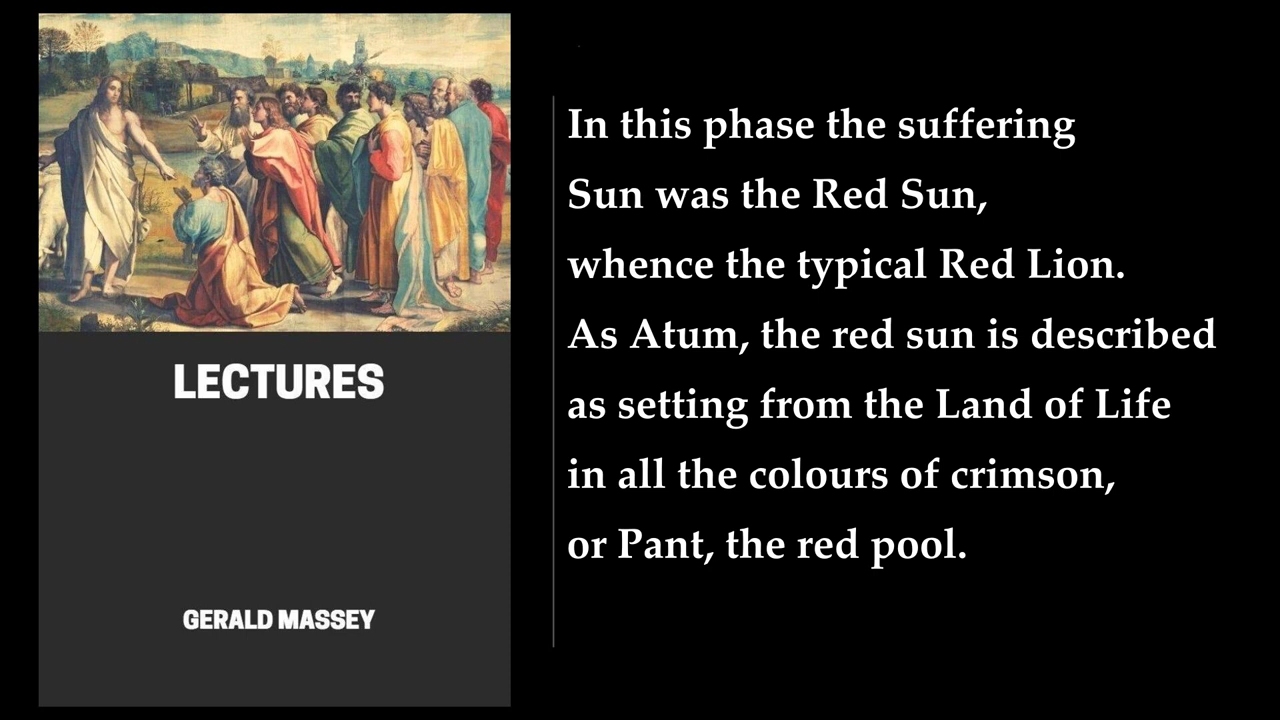 LECTURES
GERALD MASSEY
In this phase the suffering
Sun was the Red Sun,
whence the typical Red Lion.
As Atum, the red sun is described
as setting from the Land of Life
in all the colours of crimson,
or Pant, the red pool.